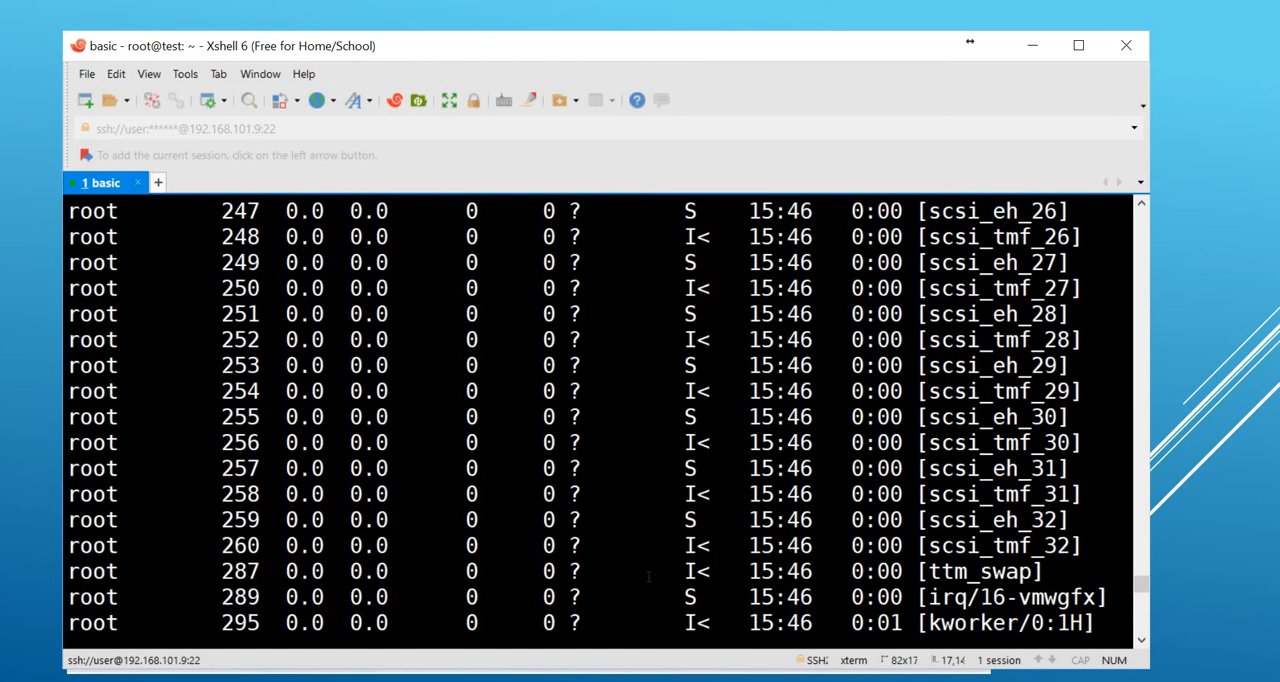 basic - root@test: ~ - Xshell 6 (Free for Home/School)
File Edit View Tools Tab Window Help
ssh://user:******@192.168.101.9:22
To add the current session, click on the left arrow button.
1 basic
root 247 0.0 0.0 0 0 ? S 15:46 0:00 [scsi_eh_26]
root 248 0.0 0.0 0 0 ? I< 15:46 0:00 [scsi_tmf_26]
root 249 0.0 0.0 0 0 ? S 15:46 0:00 [scsi_eh_27]
root 250 0.0 0.0 0 0 ? I< 15:46 0:00 [scsi_tmf_27]
root 251 0.0 0.0 0 0 ? S 15:46 0:00 [scsi_eh_28]
root 252 0.0 0.0 0 0 ? I< 15:46 0:00 [scsi_tmf_28]
root 253 0.0 0.0 0 0 ? S 15:46 0:00 [scsi_eh_29]
root 254 0.0 0.0 0 0 ? I< 15:46 0:00 [scsi_tmf_29]
root 255 0.0 0.0 0 0 ? S 15:46 0:00 [scsi_eh_30]
root 256 0.0 0.0 0 0 ? I< 15:46 0:00 [scsi_tmf_30]
root 257 0.0 0.0 0 0 ? S 15:46 0:00 [scsi_eh_31]
root 258 0.0 0.0 0 0 ? I< 15:46 0:00 [scsi_tmf_31]
root 259 0.0 0.0 0 0 ? S 15:46 0:00 [scsi_eh_32]
root 260 0.0 0.0 0 0 ? I< 15:46 0:00 [scsi_tmf_32]
root 287 0.0 0.0 0 0 ? I< 15:46 0:00 [ttm_swap]
root 289 0.0 0.0 0 0 ? S 15:46 0:00 [irq/16-vmwgfx]
root 295 0.0 0.0 0 0 ? I< 15:46 0:01 [kworker/0:1H]
ssh://user@192.168.101.9:22 SSH2 xterm 82x17 17,14 1 session CAP NUM